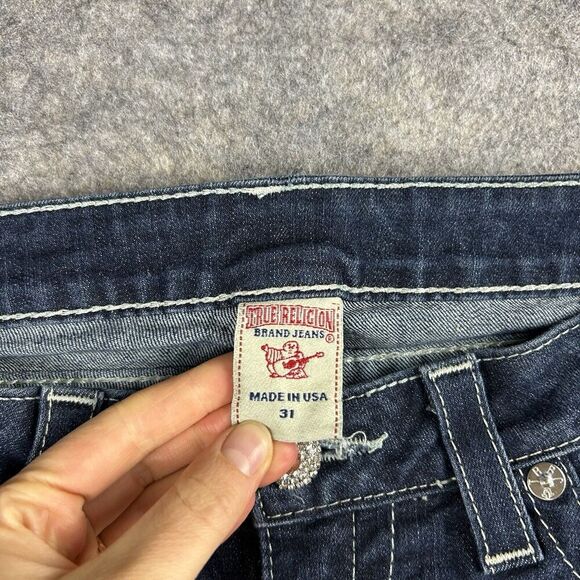 TRUE RELIGION
BRAND JEANS ®
MADE IN USA
31